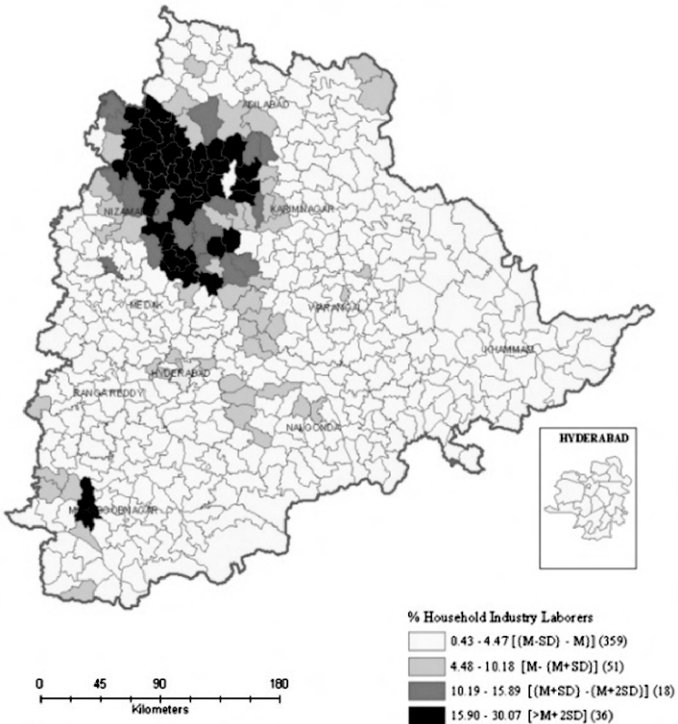 ADILABAD
NIZAMABAD
KARIMNAGAR
MEDAK
WARANGAL
KHAMMAM
HYDERABAD
RANGA REDDY
NALGONDA
HYDERABAD
% Household Industry Laborers
0.43 - 4.47 [(M-SD) - M)] (359)
4.48 - 10.18 [M- (M+SD)] (51)
10.19 - 15.89 [(M+SD) -(M+2SD)] (18)
15.90 - 30.07 [>M+2SD] (36)
0 45 90 180
Kilometers